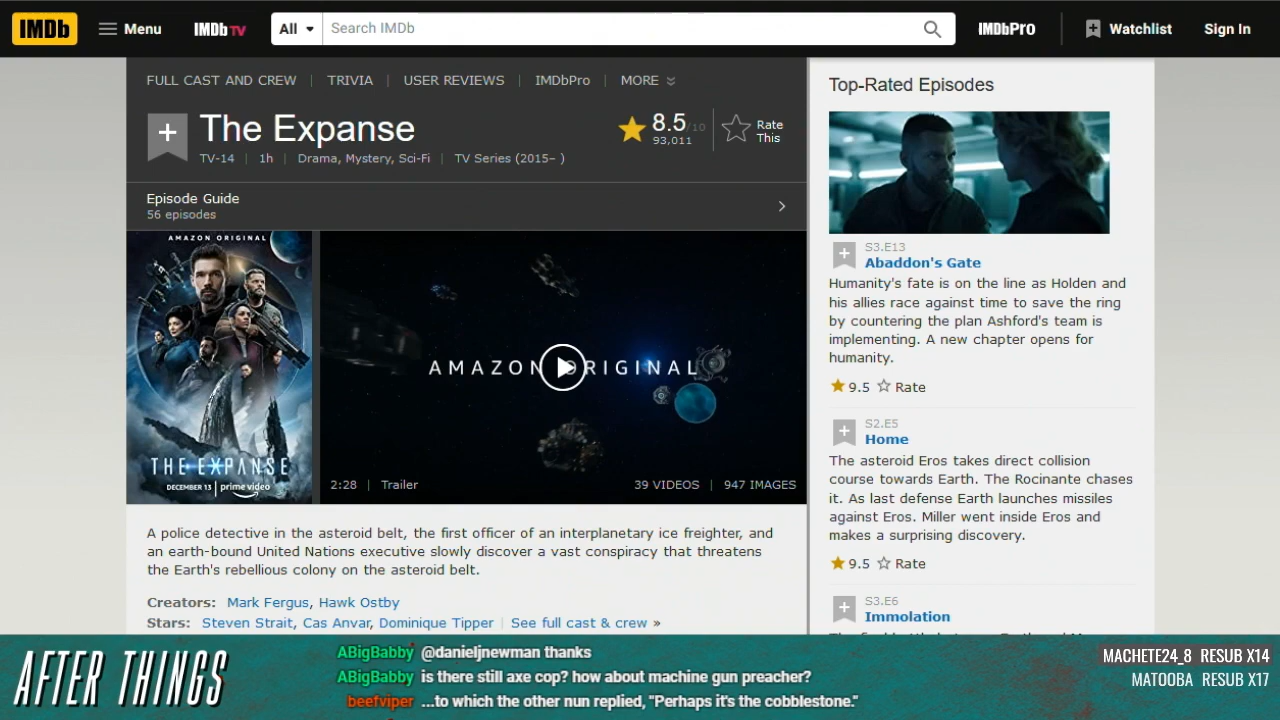 IMDb
Menu
IMDb TV
All
Search IMDb
IMDbPRO
Watchlist
Sign In
FULL CAST AND CREW
TRIVIA
USER REVIEWS
IMDbPro
MORE
The Expanse
8.5/10
93,011
Rate This
TV-14 | 1h | Drama, Mystery, Sci-Fi | TV Series (2015– )
Episode Guide
56 episodes
AMAZON ORIGINAL
THE EXPANSE
DECEMBER 13 | prime video
AMAZON ORIGINAL
2:28 | Trailer
39 VIDEOS | 947 IMAGES
A police detective in the asteroid belt, the first officer of an interplanetary ice freighter, and
an earth-bound United Nations executive slowly discover a vast conspiracy that threatens
the Earth's rebellious colony on the asteroid belt.
Creators: Mark Fergus, Hawk Ostby
Stars: Steven Strait, Cas Anvar, Dominique Tipper | See full cast & crew »
Top-Rated Episodes
S3.E13
Abaddon's Gate
Humanity's fate is on the line as Holden and
his allies race against time to save the ring
by countering the plan Ashford's team is
implementing. A new chapter opens for
humanity.
9.5 Rate
S2.E5
Home
The asteroid Eros takes direct collision
course towards Earth. The Rocinante chases
it. As last defense Earth launches missiles
against Eros. Miller went inside Eros and
makes a surprising discovery.
9.5 Rate
S3.E6
Immolation
AFTER THINGS
ABigBabby @danieljnewman thanks
ABigBabby is there still axe cop? how about machine gun preacher?
beefviper ...to which the other nun replied, "Perhaps it's the cobblestone."
MACHETE24_8 RESUB X14
MATOOBA RESUB X17